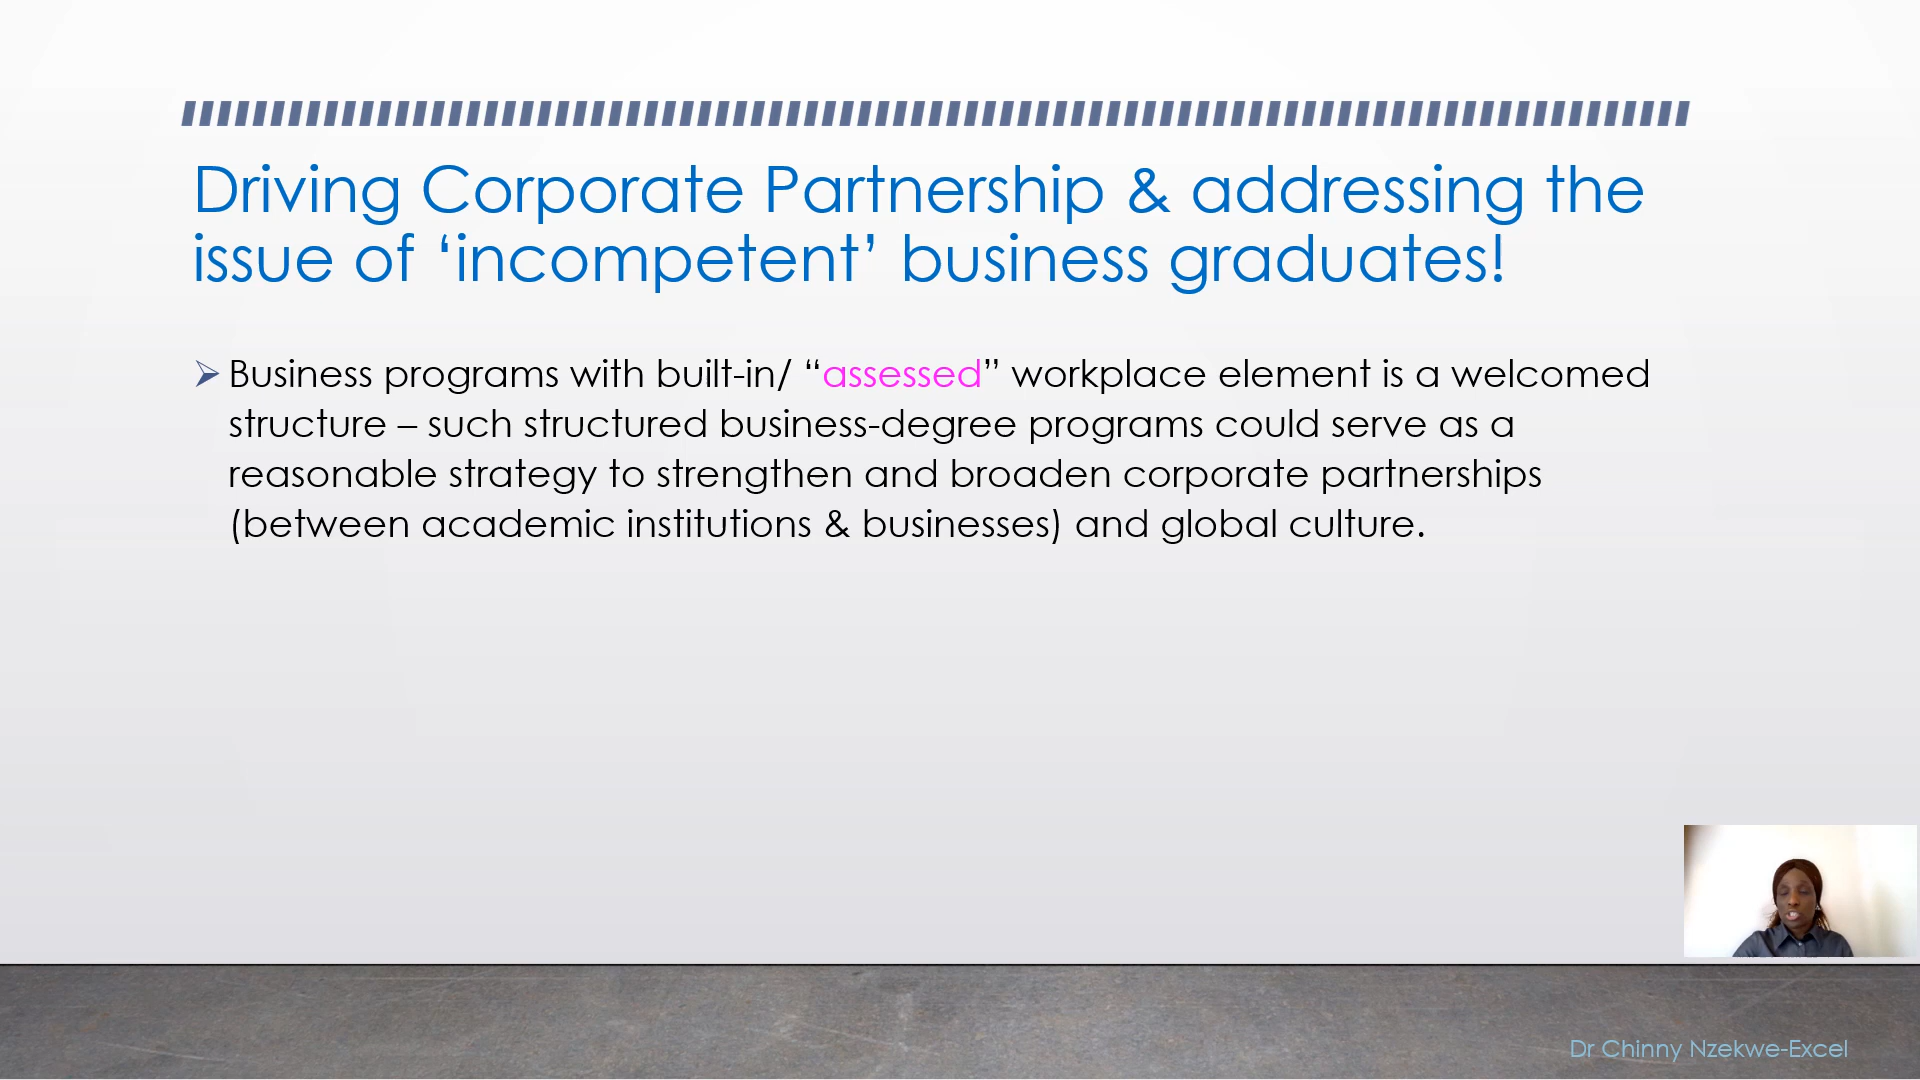 Driving Corporate Partnership & addressing the
issue of ‘incompetent’ business graduates!
Business programs with built-in/ “assessed” workplace element is a welcomed
structure – such structured business-degree programs could serve as a
reasonable strategy to strengthen and broaden corporate partnerships
(between academic institutions & businesses) and global culture.
Dr Chinny Nzekwe-Excel